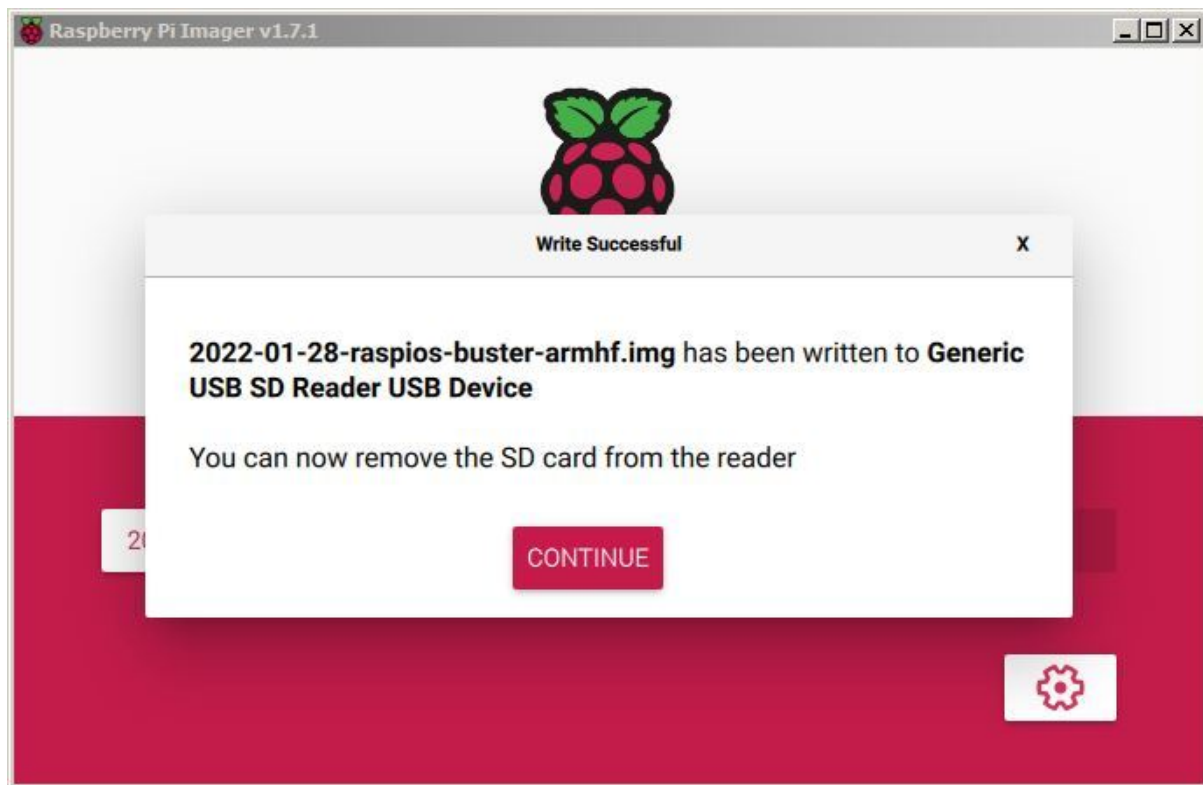 Raspberry Pi Imager v1.7.1
Write Successful
X
2022-01-28-raspios-buster-armhf.img has been written to Generic
USB SD Reader USB Device
You can now remove the SD card from the reader
20
CONTINUE